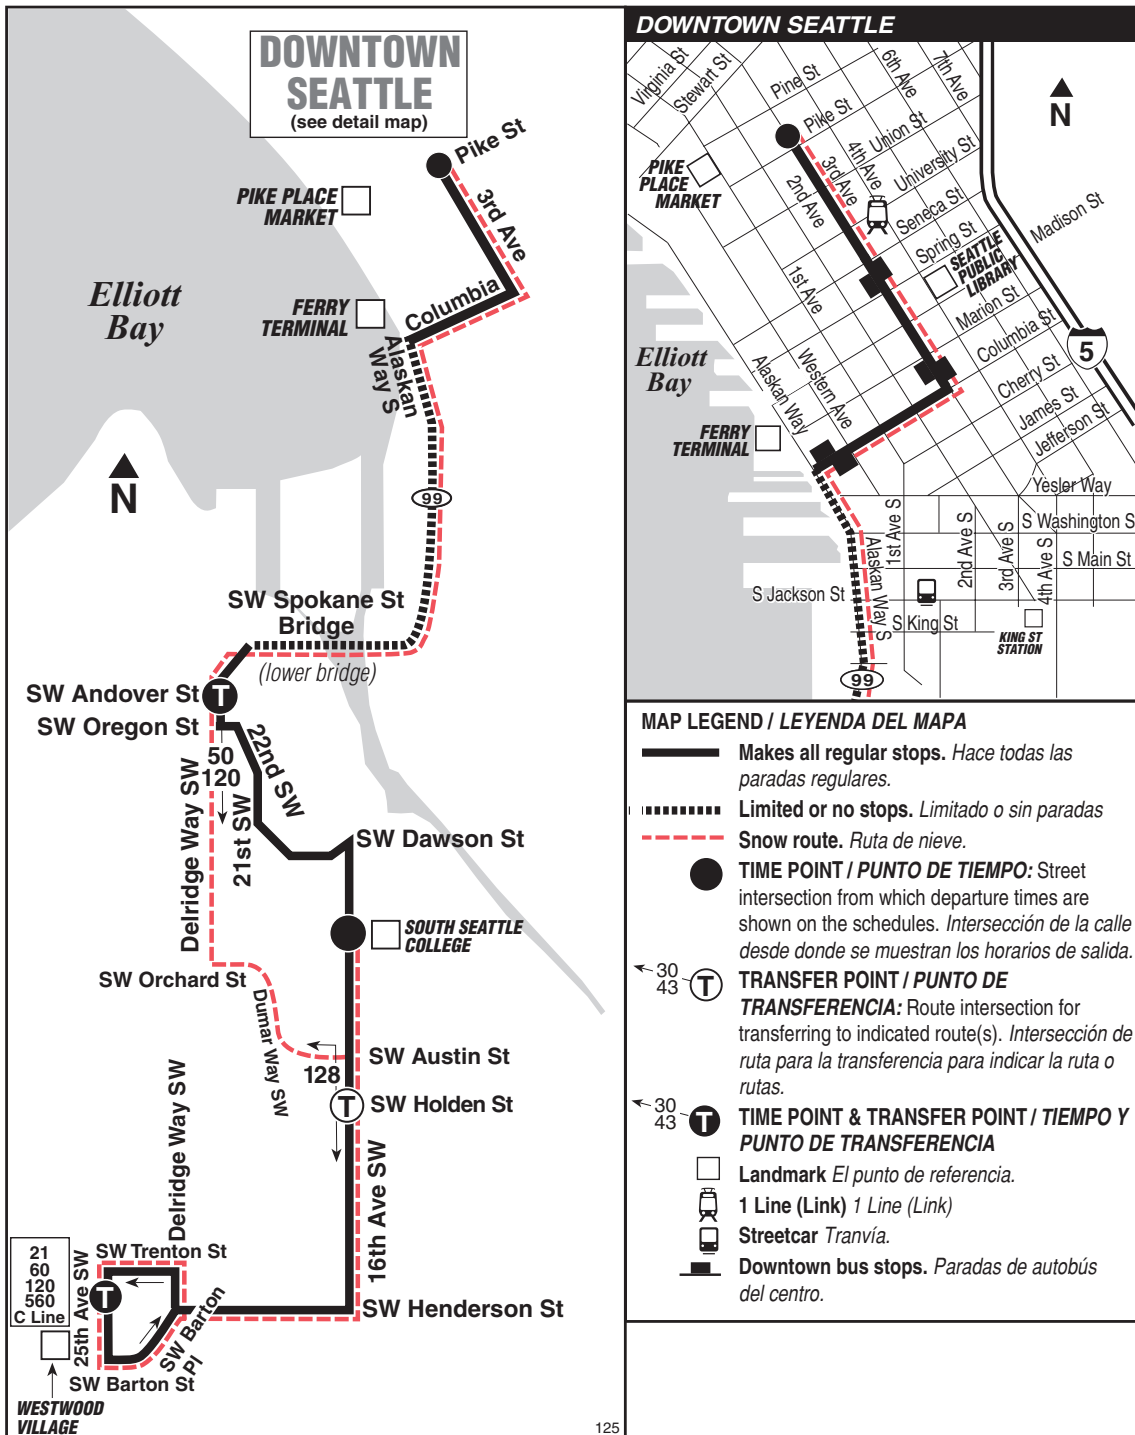 DOWNTOWN
SEATTLE
(see detail map)
Pike St
PIKE PLACE
MARKET
3rd Ave
Elliott
Bay
FERRY
TERMINAL
Columbia
Alaskan
Way S
N
99
SW Spokane St
Bridge
(lower bridge)
SW Andover St
T
SW Oregon St
50
120
22nd SW
Delridge Way SW
21st SW
SW Dawson St
SOUTH SEATTLE
COLLEGE
SW Orchard St
Dumar Way SW
SW Austin St
128
T
SW Holden St
Delridge Way SW
16th Ave SW
21
60
120
560
C Line
25th Ave SW
SW Trenton St
T
SW Henderson St
SW Barton
Pl
SW Barton St
WESTWOOD
VILLAGE
125
DOWNTOWN SEATTLE
Virginia St
Stewart St
Pine St
Pike St
6th Ave
7th Ave
Union St
University St
N
PIKE
PLACE
MARKET
2nd Ave
3rd Ave
4th Ave
Seneca St
Spring St
Madison St
SEATTLE
PUBLIC
LIBRARY
1st Ave
Marion St
Columbia St
5
Elliott
Bay
Alaskan Way
Western Ave
Cherry St
James St
Jefferson St
FERRY
TERMINAL
Yesler Way
S Washington S
S Main St
1st Ave S
2nd Ave S
3rd Ave S
4th Ave S
Alaskan Way S
S Jackson St
S King St
KING ST
STATION
99
MAP LEGEND / LEYENDA DEL MAPA
Makes all regular stops. Hace todas las
paradas regulares.
Limited or no stops. Limitado o sin paradas
Snow route. Ruta de nieve.
TIME POINT / PUNTO DE TIEMPO: Street
intersection from which departure times are
shown on the schedules. Intersección de la calle
desde donde se muestran los horarios de salida.
30
43
T
TRANSFER POINT / PUNTO DE
TRANSFERENCIA: Route intersection for
transferring to indicated route(s). Intersección de
ruta para la transferencia para indicar la ruta o
rutas.
30
43
T
TIME POINT & TRANSFER POINT / TIEMPO Y
PUNTO DE TRANSFERENCIA
Landmark El punto de referencia.
1 Line (Link) 1 Line (Link)
Streetcar Tranvía.
Downtown bus stops. Paradas de autobús
del centro.